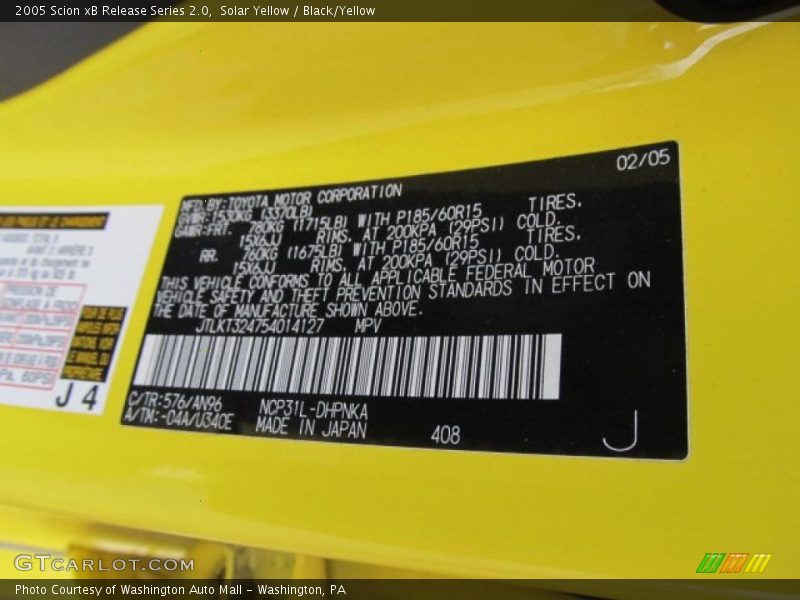 2005 Scion xB Release Series 2.0, Solar Yellow / Black/Yellow
02/05
MFD.BY:TOYOTA MOTOR CORPORATION
GVWR:1530KG (3370LB)
GAWR:FRT. 780KG (1715LB) WITH P185/60R15 TIRES,
15X6JJ RIMS, AT 200KPA (29PSI) COLD.
RR. 760KG (1675LB) WITH P185/60R15 TIRES,
15X6JJ RIMS, AT 200KPA (29PSI) COLD.
THIS VEHICLE CONFORMS TO ALL APPLICABLE FEDERAL MOTOR
VEHICLE SAFETY AND THEFT PREVENTION STANDARDS IN EFFECT ON
THE DATE OF MANUFACTURE SHOWN ABOVE.
JTLKT324754014127 MPV
C/TR:576/AN96 NCP31L-DHPNKA
A/TM:-04A/U340E MADE IN JAPAN 408 J
J 4
GTCARLOT.COM
Photo Courtesy of Washington Auto Mall - Washington, PA